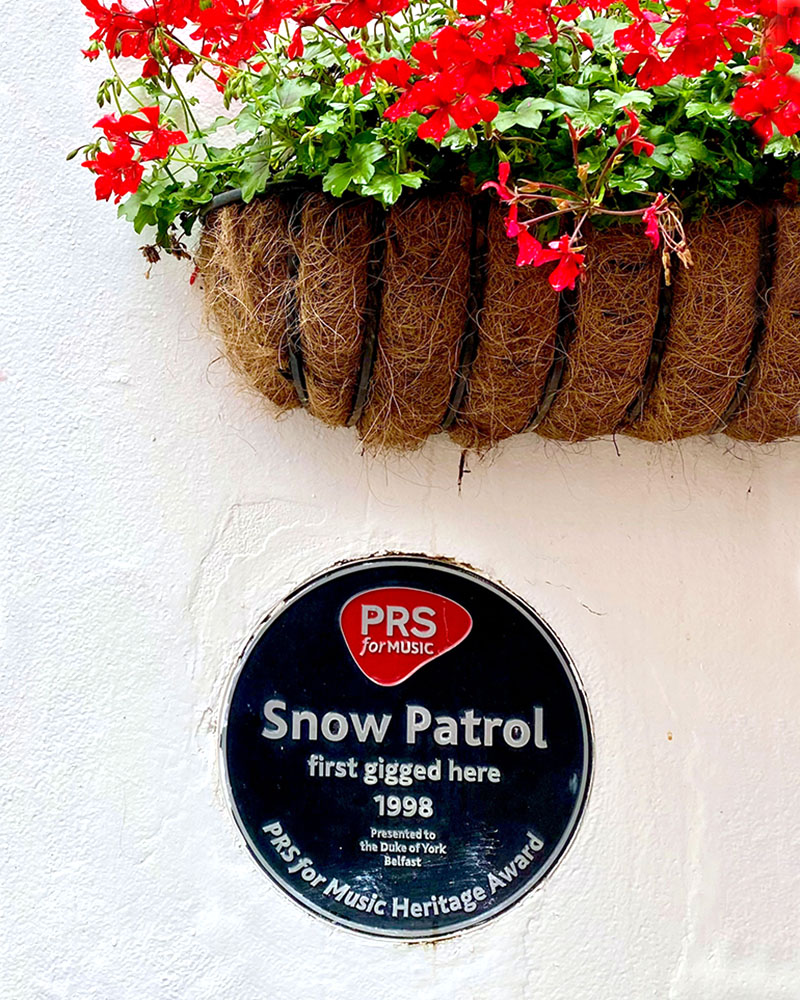 PRS
for MUSIC
Snow Patrol
first gigged here
1998
Presented to
the Duke of York
Belfast
PRS for Music Heritage Award